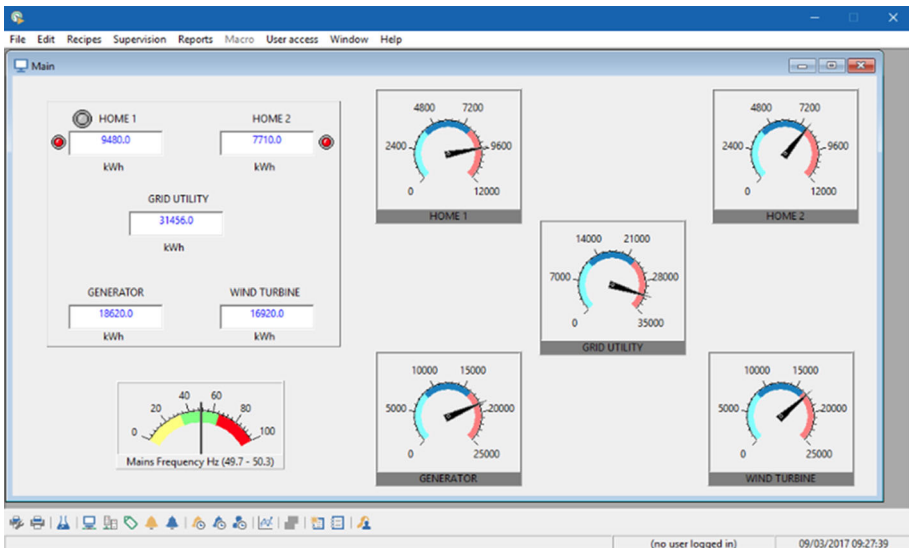 File Edit Recipes Supervision Reports Macro User access Window Help
Main
HOME 1
9480.0
kWh
HOME 2
7710.0
kWh
GRID UTILITY
31456.0
kWh
GENERATOR
18620.0
kWh
WIND TURBINE
16920.0
kWh
0 20 40 60 80 100
Mains Frequency Hz (49.7 - 50.3)
4800 7200
2400 9600
0 12000
HOME 1
4800 7200
2400 9600
0 12000
HOME 2
14000 21000
7000 28000
0 35000
GRID UTILITY
10000 15000
5000 20000
0 25000
GENERATOR
10000 15000
5000 20000
0 25000
WIND TURBINE
(no user logged in) 09/03/2017 09:27:39